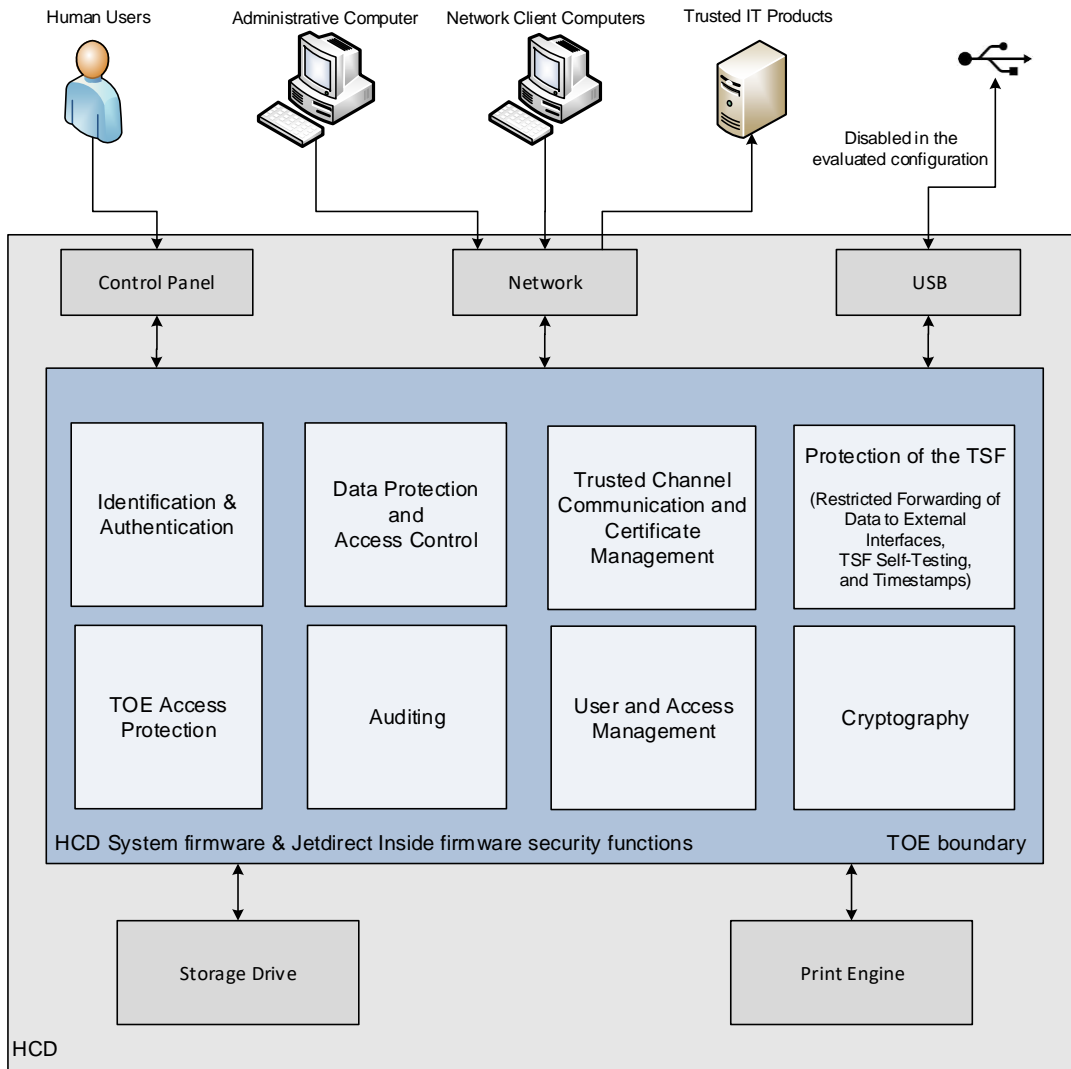 Human Users
Administrative Computer
Network Client Computers
Trusted IT Products
Disabled in the
evaluated configuration
Control Panel
Network
USB
Identification &
Authentication
Data Protection
and
Access Control
Trusted Channel
Communication and
Certificate
Management
Protection of the TSF
(Restricted Forwarding of
Data to External
Interfaces,
TSF Self-Testing,
and Timestamps)
TOE Access
Protection
Auditing
User and Access
Management
Cryptography
HCD System firmware & Jetdirect Inside firmware security functions
TOE boundary
Storage Drive
Print Engine
HCD